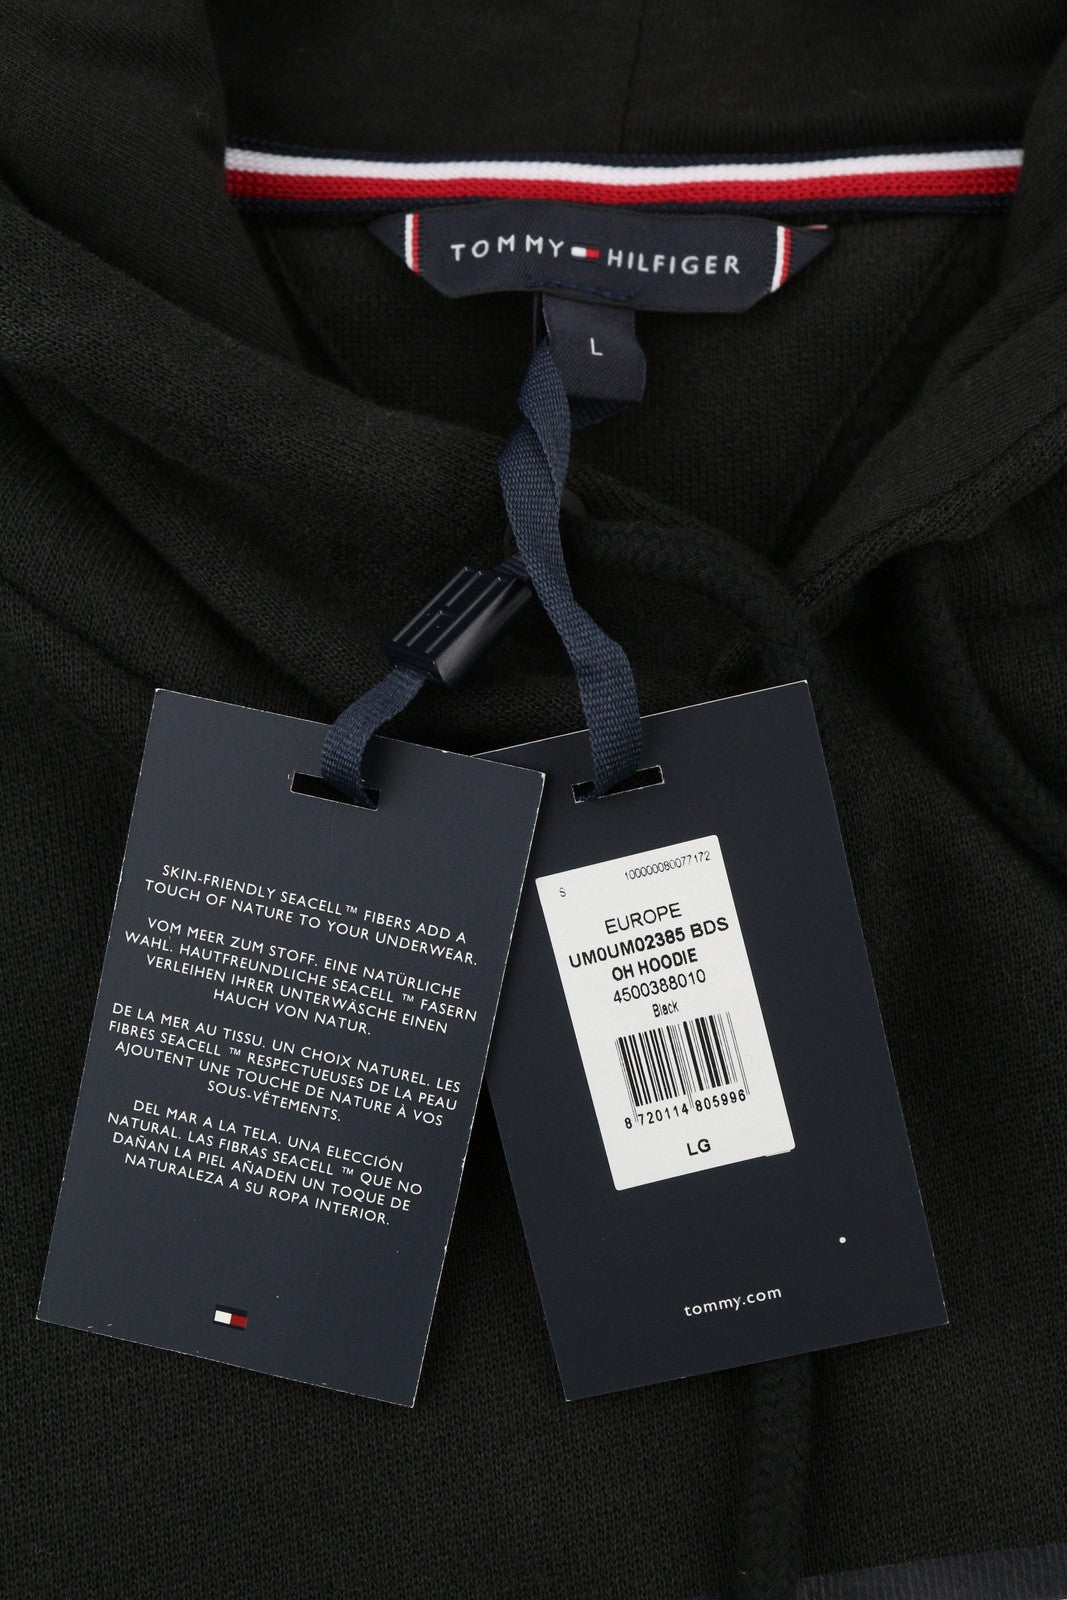 TOMMY HILFIGER
L
SKIN-FRIENDLY SEACELL™ FIBERS ADD A
TOUCH OF NATURE TO YOUR UNDERWEAR.
VOM MEER ZUM STOFF. EINE NATÜRLICHE
WAHL. HAUTFREUNDLICHE SEACELL ™ FASERN
VERLEIHEN IHRER UNTERWÄSCHE EINEN
HAUCH VON NATUR.
DE LA MER AU TISSU. UN CHOIX NATUREL. LES
FIBRES SEACELL ™ RESPECTUEUSES DE LA PEAU
AJOUTENT UNE TOUCHE DE NATURE À VOS
SOUS-VÊTEMENTS.
DEL MAR A LA TELA. UNA ELECCIÓN
NATURAL. LAS FIBRAS SEACELL ™ QUE NO
DAÑAN LA PIEL AÑADEN UN TOQUE DE
NATURALEZA A SU ROPA INTERIOR.
S 10000080077172
EUROPE
UM0UM02385 BDS
OH HOODIE
4500388010
Black
8 720114 805996
LG
tommy.com